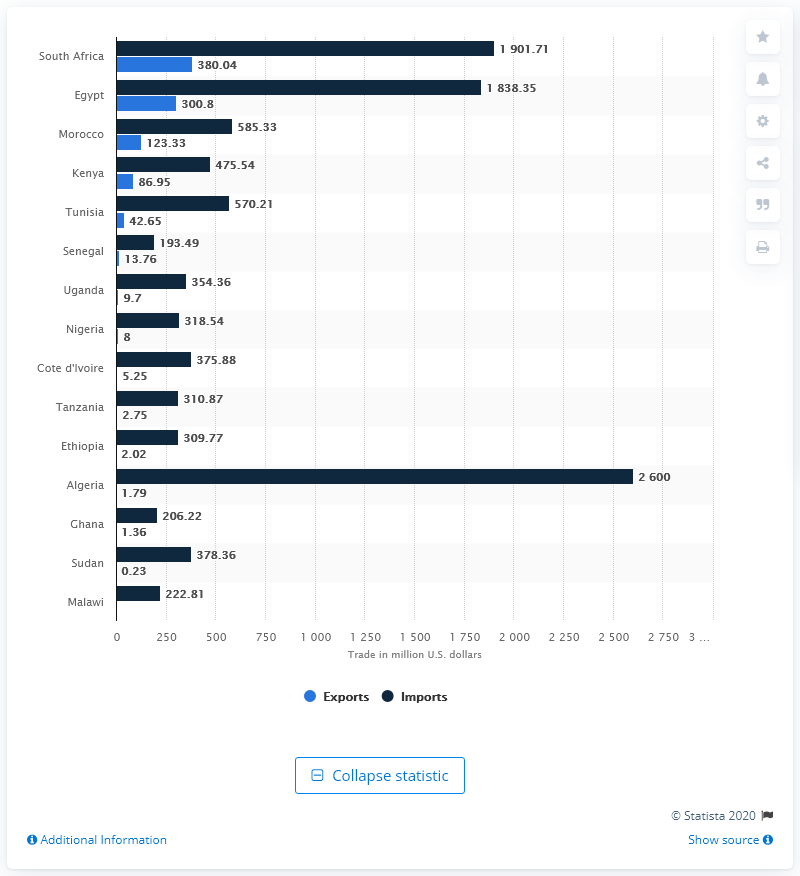 South Africa
1 901.71
380.04
Egypt
1 838.35
300.8
Morocco
585.33
123.33
Kenya
475.54
86.95
Tunisia
570.21
42.65
Senegal
193.49
13.76
Uganda
354.36
9.7
Nigeria
318.54
8
Cote d'Ivoire
375.88
5.25
Tanzania
310.87
2.75
Ethiopia
309.77
2.02
Algeria
2 600
1.79
Ghana
206.22
1.36
Sudan
378.36
0.23
Malawi
222.81
0 250 500 750 1 000 1 250 1 500 1 750 2 000 2 250 2 500 2 750 3 ...
Trade in million U.S. dollars
Exports Imports
Collapse statistic
© Statista 2020
Additional Information Show source